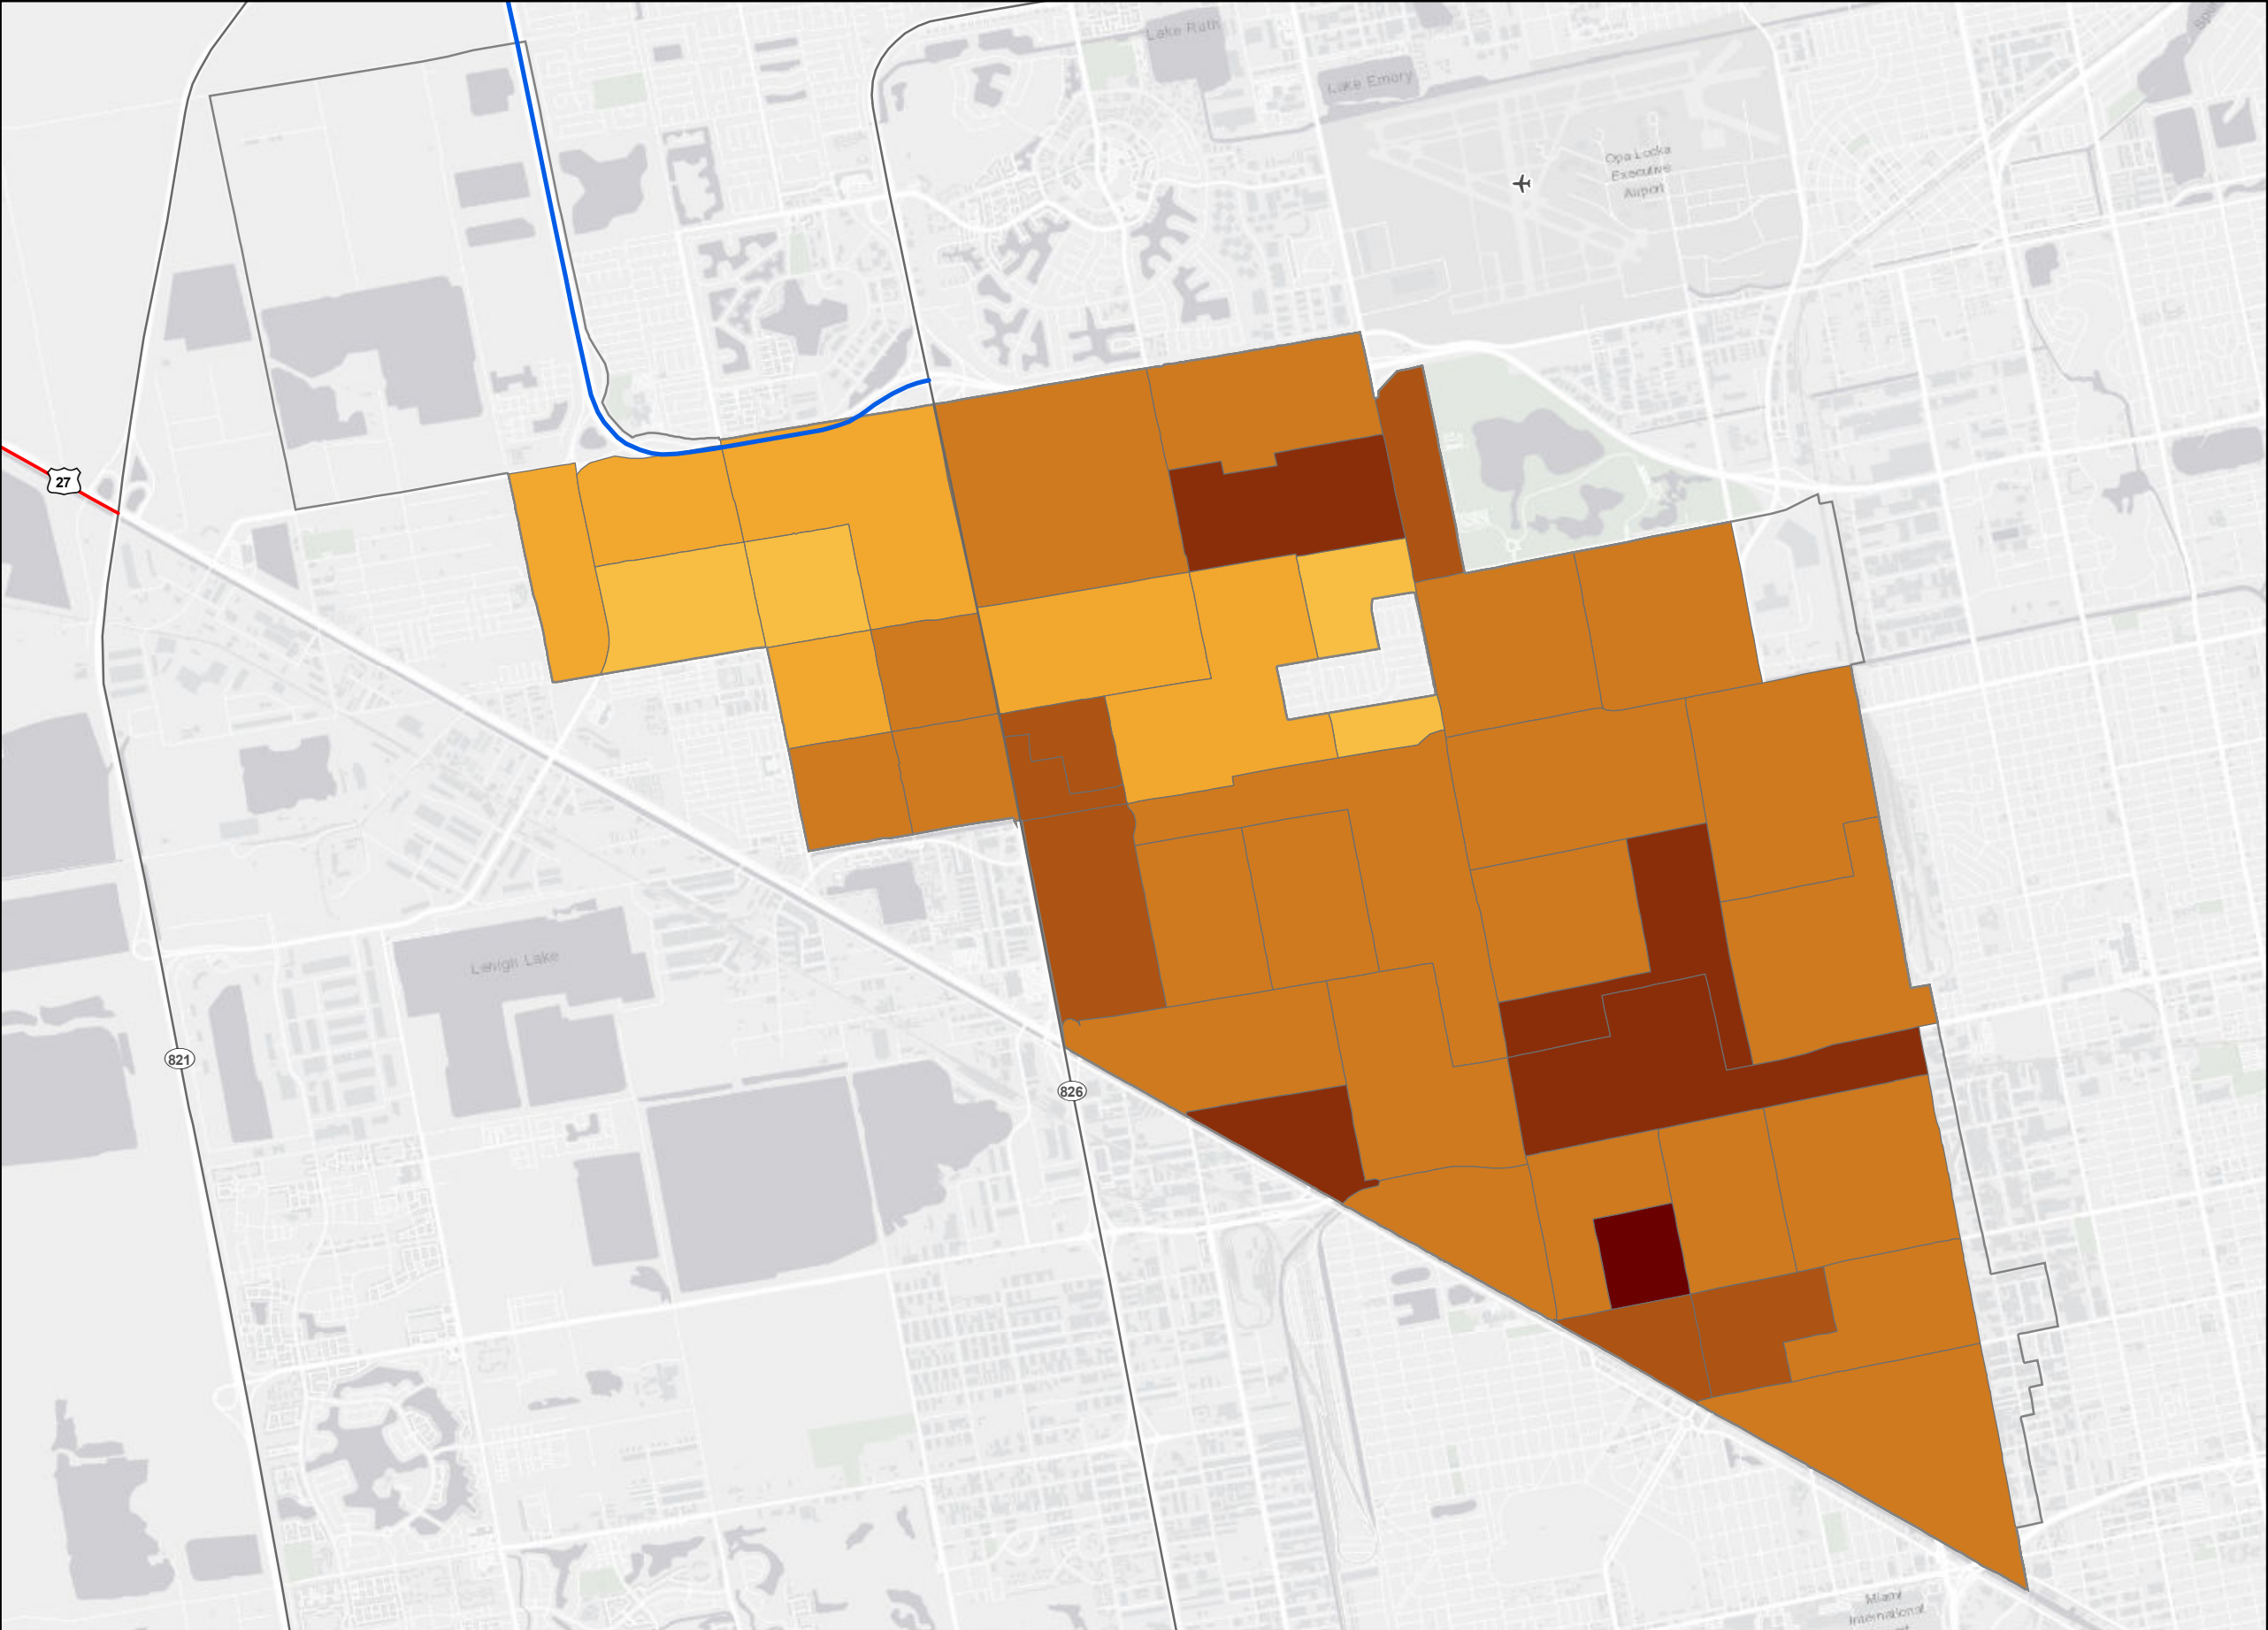 Lake Ruth
Lake Emory
Opa Locka
Executive
Airport
27
Lehigh Lake
821
826
Miami
International